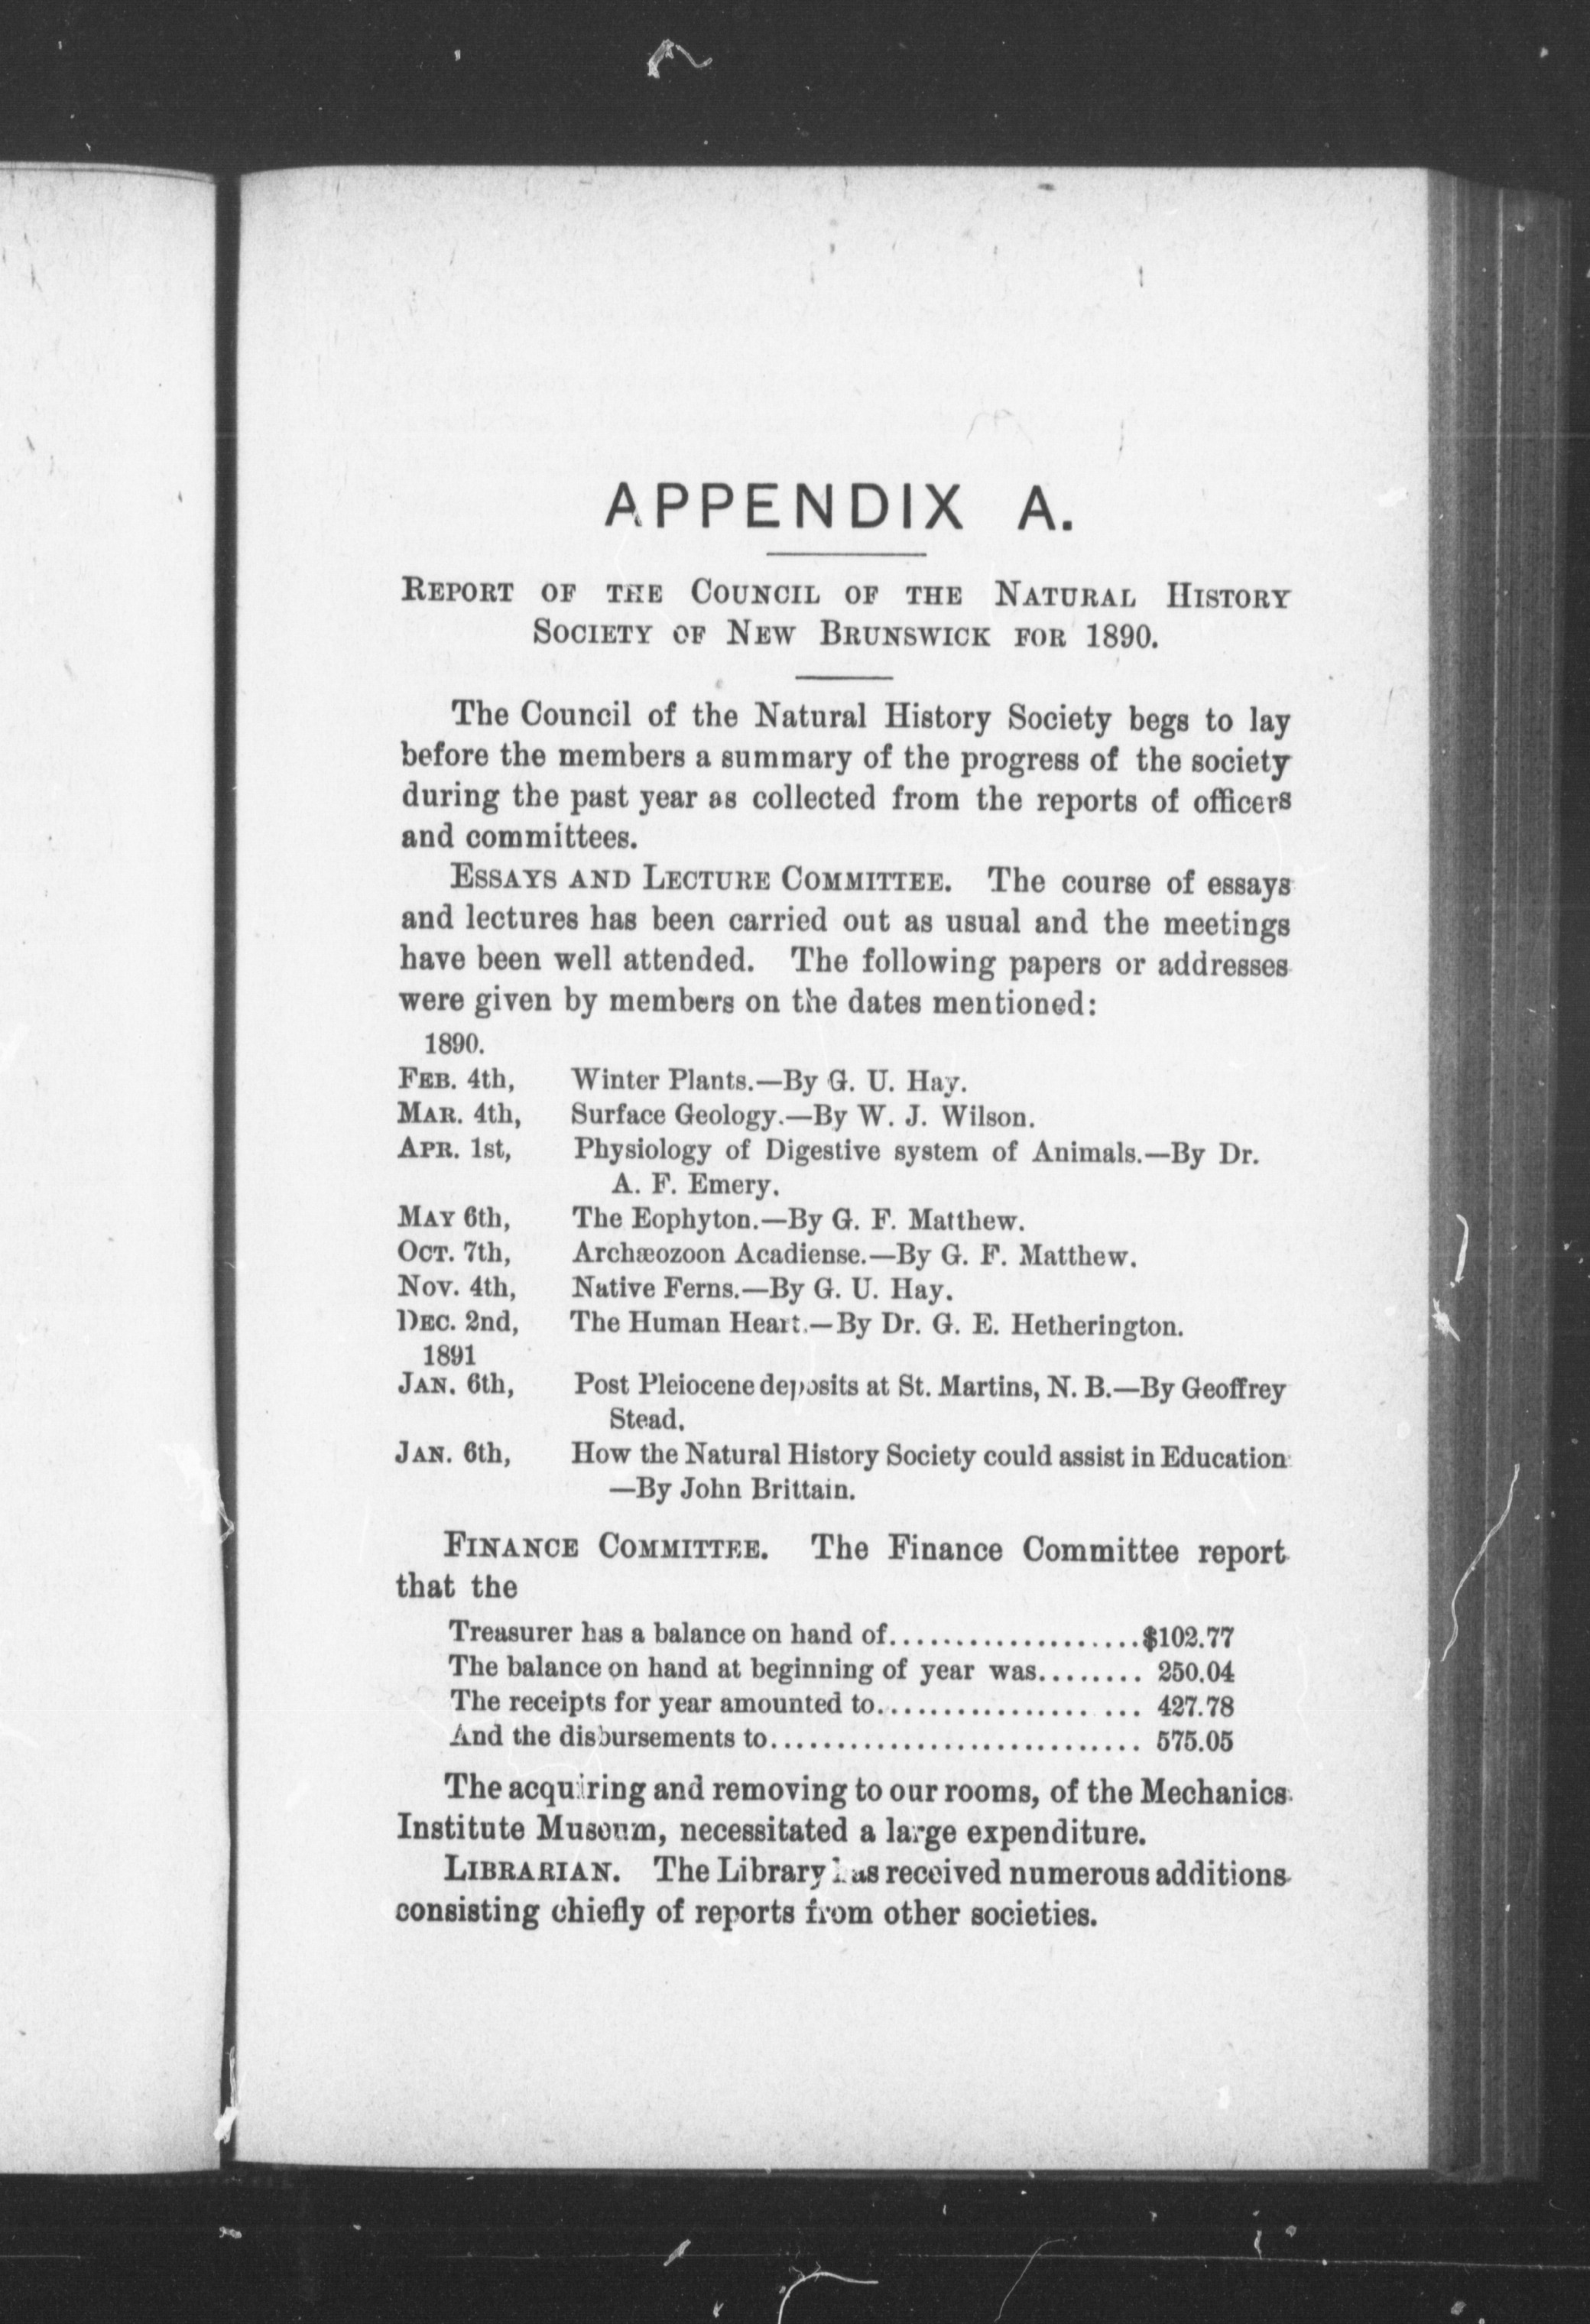 APPENDIX A.
REPORT OF THE COUNCIL OF THE NATURAL HISTORY
SOCIETY OF NEW BRUNSWICK FOR 1890.
The Council of the Natural History Society begs to lay
before the members a summary of the progress of the society
during the past year as collected from the reports of officers
and committees.
ESSAYS AND LECTURE COMMITTEE. The course of essays
and lectures has been carried out as usual and the meetings
have been well attended. The following papers or addresses
were given by members on the dates mentioned:
1890.
FEB. 4th, Winter Plants.—By G. U. Hay.
MAR. 4th, Surface Geology.—By W. J. Wilson.
APR. 1st, Physiology of Digestive system of Animals.—By Dr.
A. F. Emery.
MAY 6th, The Eophyton.—By G. F. Matthew.
OCT. 7th, Archæozoon Acadiense.—By G. F. Matthew.
NOV. 4th, Native Ferns.—By G. U. Hay.
DEC. 2nd, The Human Heart.—By Dr. G. E. Hetherington.
1891
JAN. 6th, Post Pleiocene deposits at St. Martins, N. B.—By Geoffrey
Stead.
JAN. 6th, How the Natural History Society could assist in Education
—By John Brittain.
FINANCE COMMITTEE. The Finance Committee report
that the
Treasurer has a balance on hand of...................$102.77
The balance on hand at beginning of year was........ 250.04
The receipts for year amounted to................. ... 427.78
And the disbursements to............................ 575.05
The acquiring and removing to our rooms, of the Mechanics
Institute Museum, necessitated a large expenditure.
LIBRARIAN. The Library has received numerous additions
consisting chiefly of reports from other societies.